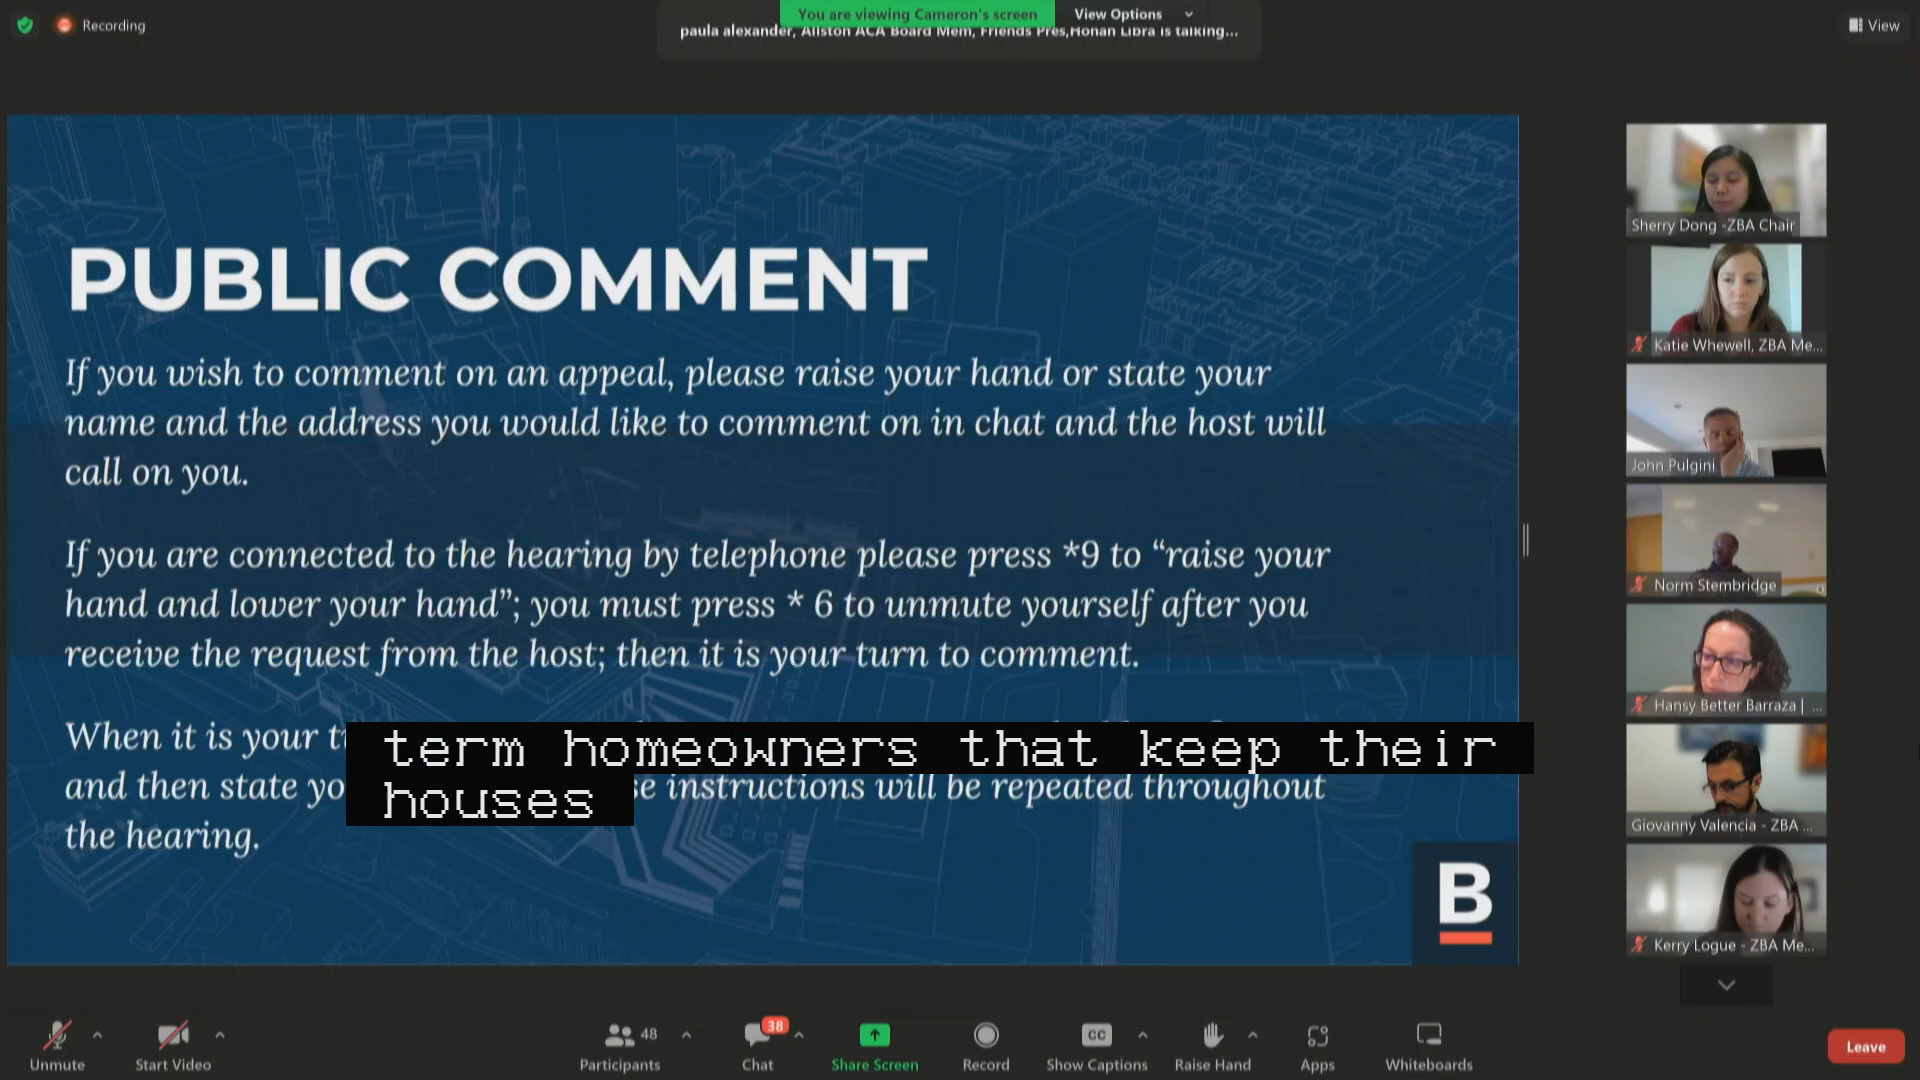 Recording
You are viewing Cameron's screen
View Options
paula alexander, Allston ACA Board Mem, Friends Pres,Honan Libra is talking...
View
PUBLIC COMMENT
If you wish to comment on an appeal, please raise your hand or state your
name and the address you would like to comment on in chat and the host will
call on you.
If you are connected to the hearing by telephone please press *9 to “raise your
hand and lower your hand”; you must press * 6 to unmute yourself after you
receive the request from the host; then it is your turn to comment.
When it is your
term homeowners that keep their
and then state
houses
instructions will be repeated throughout
the hearing.
B
Sherry Dong -ZBA Chair
Katie Whewell, ZBA Me...
John Pulgini
Norm Stembridge
Hansy Better Barraza | ...
Giovanny Valencia - ZBA ...
Kerry Logue - ZBA Me...
Unmute
Start Video
48
Participants
38
Chat
Share Screen
Record
CC
Show Captions
Raise Hand
Apps
Whiteboards
Leave